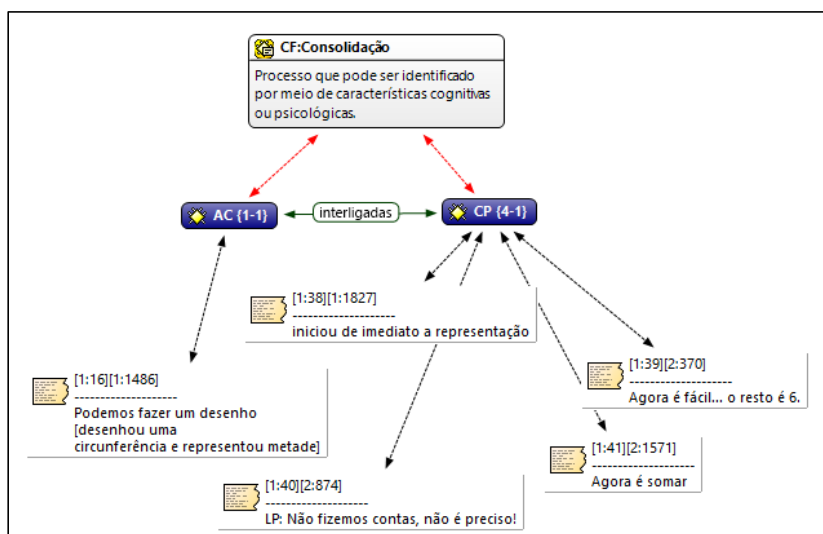 CF:Consolidação
Processo que pode ser identificado
por meio de características cognitivas
ou psicológicas.
AC {1-1}
interligadas
CP {4-1}
[1:38][1:1827]
--------------------
iniciou de imediato a representação
[1:16][1:1486]
--------------------
Podemos fazer um desenho
[desenhou uma
circunferência e representou metade]
[1:39][2:370]
--------------------
Agora é fácil... o resto é 6.
[1:41][2:1571]
--------------------
Agora é somar
[1:40][2:874]
--------------------
LP: Não fizemos contas, não é preciso!